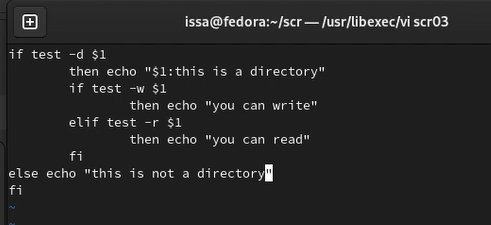 issa@fedora:~/scr — /usr/libexec/vi scr03
if test -d $1
        then echo "$1:this is a directory"
        if test -w $1
                then echo "you can write"
        elif test -r $1
                then echo "you can read"
        fi
else echo "this is not a directory"
fi
~
~